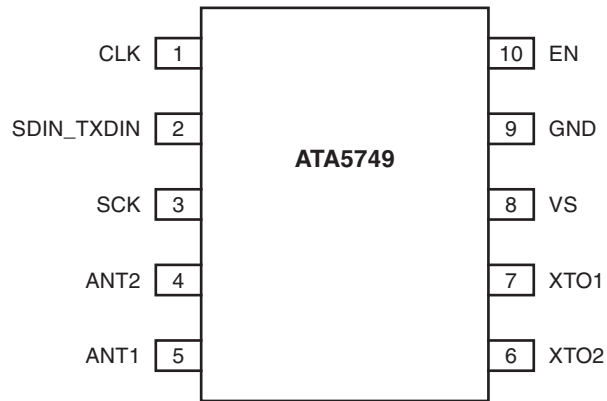 CLK 1 10 EN
SDIN_TXDIN 2 9 GND
ATA5749
SCK 3 8 VS
ANT2 4 7 XTO1
ANT1 5 6 XTO2